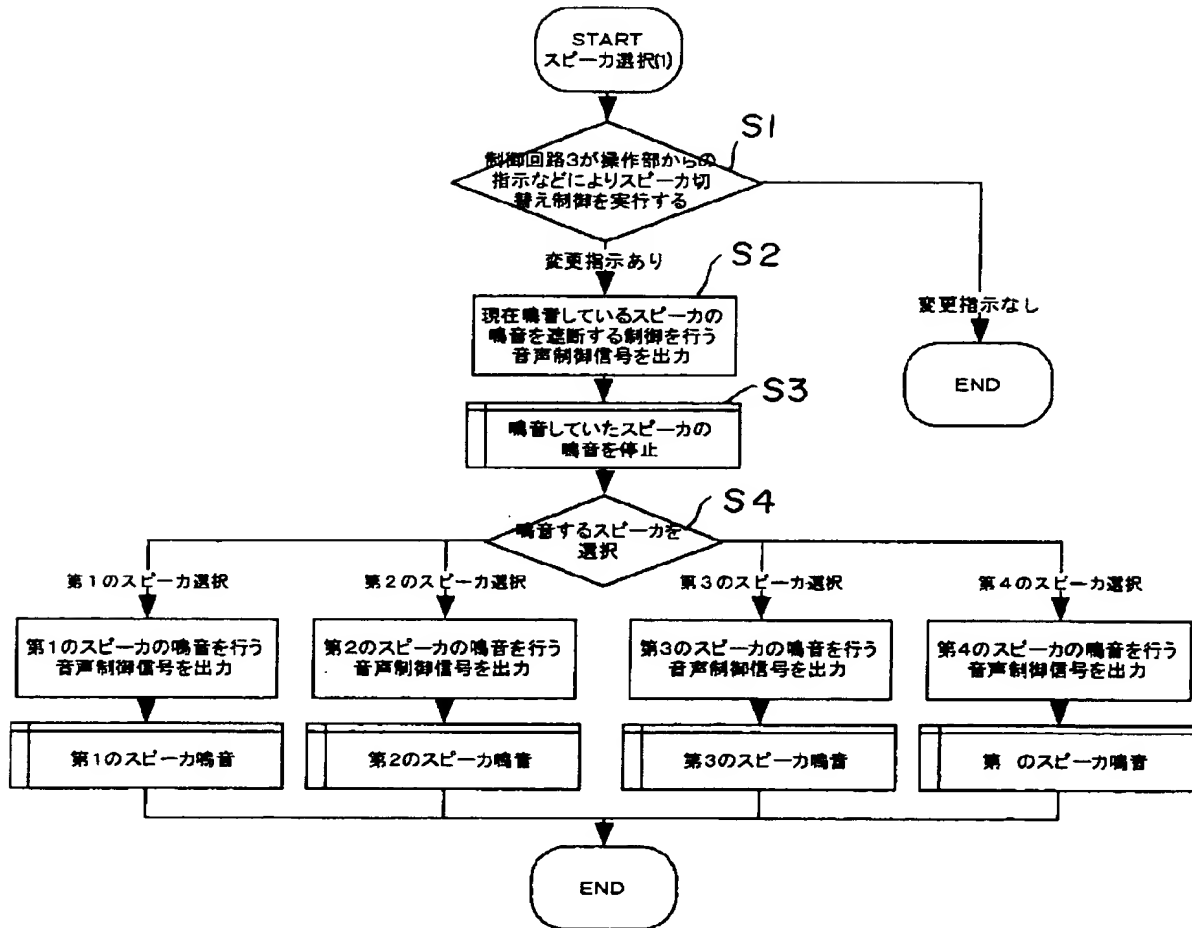 START
スピーカ選択(1)
S1
制御回路3が操作部からの
指示などによりスピーカ切
替え制御を実行する
変更指示あり
S2
変更指示なし
現在鳴音しているスピーカの
鳴音を遮断する制御を行う
音声制御信号を出力
END
S3
鳴音していたスピーカの
鳴音を停止
S4
鳴音するスピーカを
選択
第1のスピーカ選択
第2のスピーカ選択
第3のスピーカ選択
第4のスピーカ選択
第1のスピーカの鳴音を行う
音声制御信号を出力
第2のスピーカの鳴音を行う
音声制御信号を出力
第3のスピーカの鳴音を行う
音声制御信号を出力
第4のスピーカの鳴音を行う
音声制御信号を出力
第1のスピーカ鳴音
第2のスピーカ鳴音
第3のスピーカ鳴音
第 のスピーカ鳴音
END